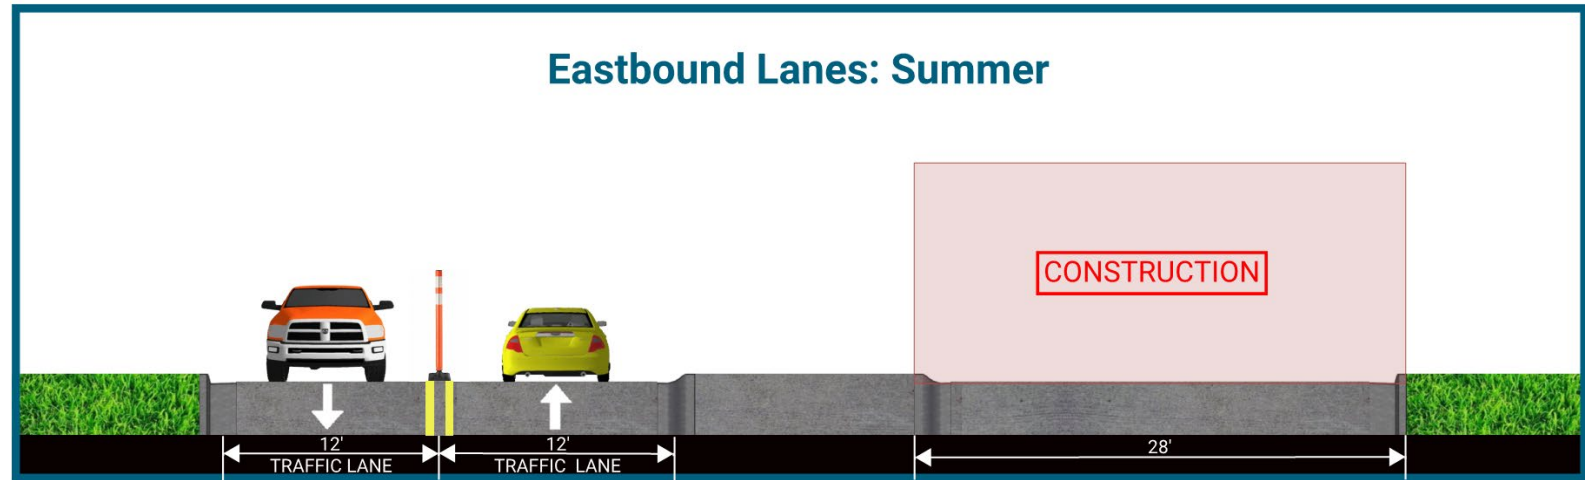 Eastbound Lanes: Summer
CONSTRUCTION
12' 12' 28'
TRAFFIC LANE TRAFFIC LANE